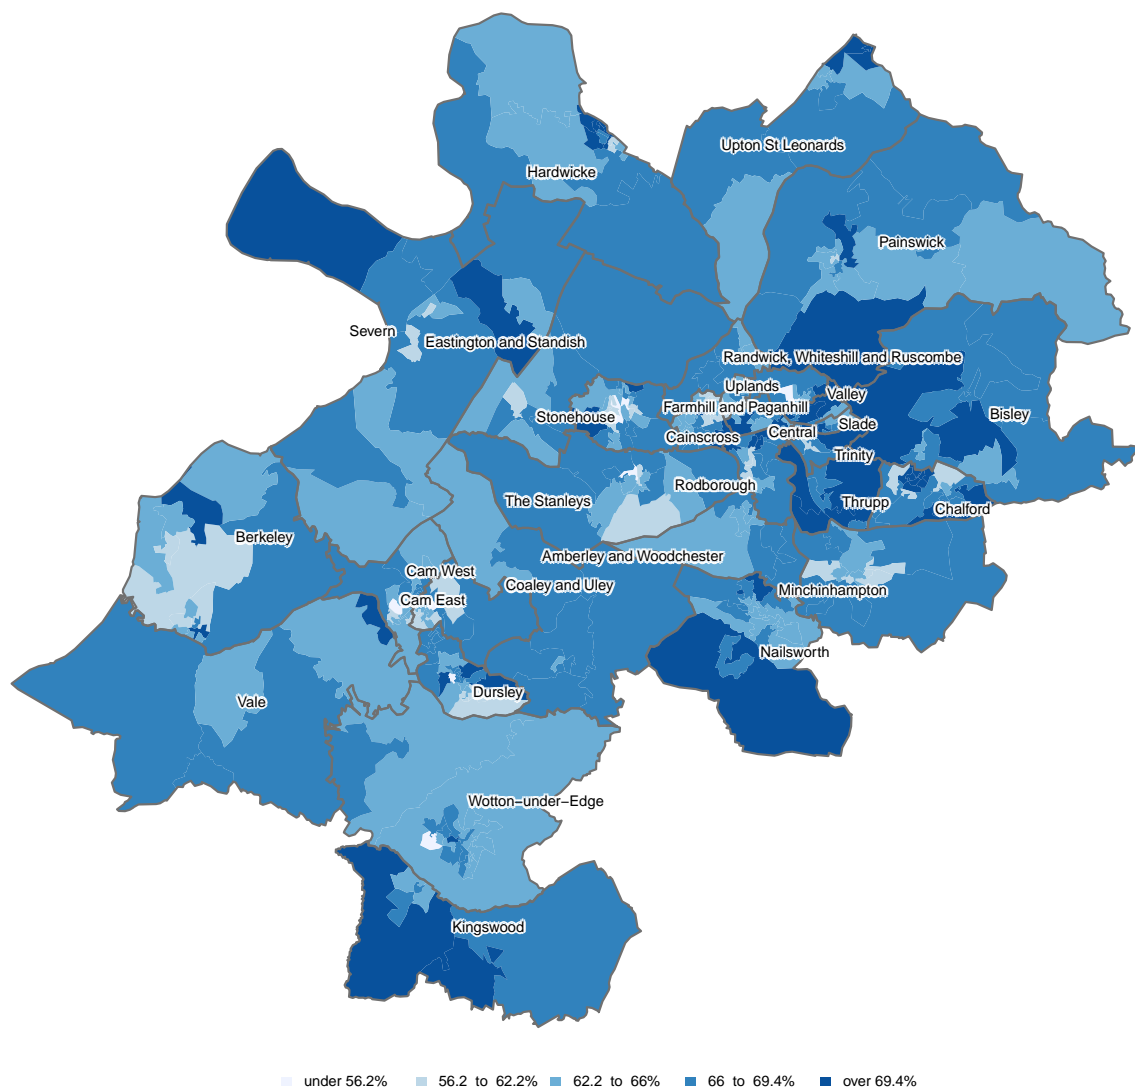 Upton St Leonards
Hardwicke
Painswick
Severn
Eastington and Standish
Randwick, Whiteshill and Ruscombe
Uplands
Valley
Farmhill and Paganhill
Stonehouse
Bisley
Slade
Central
Cainscross
Trinity
Rodborough
The Stanleys
Thrupp
Chalford
Berkeley
Amberley and Woodchester
Cam West
Coaley and Uley
Minchinhampton
Cam East
Nailsworth
Dursley
Vale
Wotton−under−Edge
Kingswood
under 56.2% 56.2 to 62.2% 62.2 to 66% 66 to 69.4% over 69.4%